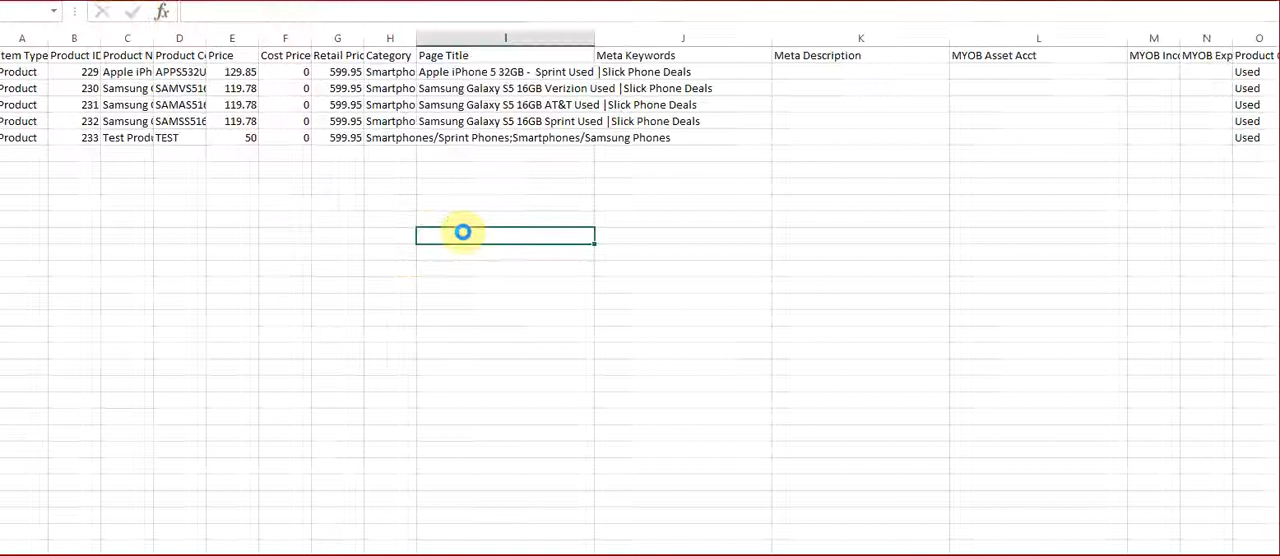 fx
A B C D E F G H I J K L M N O
tem Type Product ID Product N Product Co Price Cost Price Retail Pric Category Page Title Meta Keywords Meta Description MYOB Asset Acct MYOB Inco MYOB Exp Product
Product 229 Apple iPh APPS532U 129.85 0 599.95 Smartpho Apple iPhone 5 32GB - Sprint Used |Slick Phone Deals Used
Product 230 Samsung SAMVS516 119.78 0 599.95 Smartpho Samsung Galaxy S5 16GB Verizion Used |Slick Phone Deals Used
Product 231 Samsung SAMAS516 119.78 0 599.95 Smartpho Samsung Galaxy S5 16GB AT&T Used |Slick Phone Deals Used
Product 232 Samsung SAMSS516 119.78 0 599.95 Smartpho Samsung Galaxy S5 16GB Sprint Used |Slick Phone Deals Used
Product 233 Test Produ TEST 50 0 599.95 Smartphones/Sprint Phones;Smartphones/Samsung Phones Used